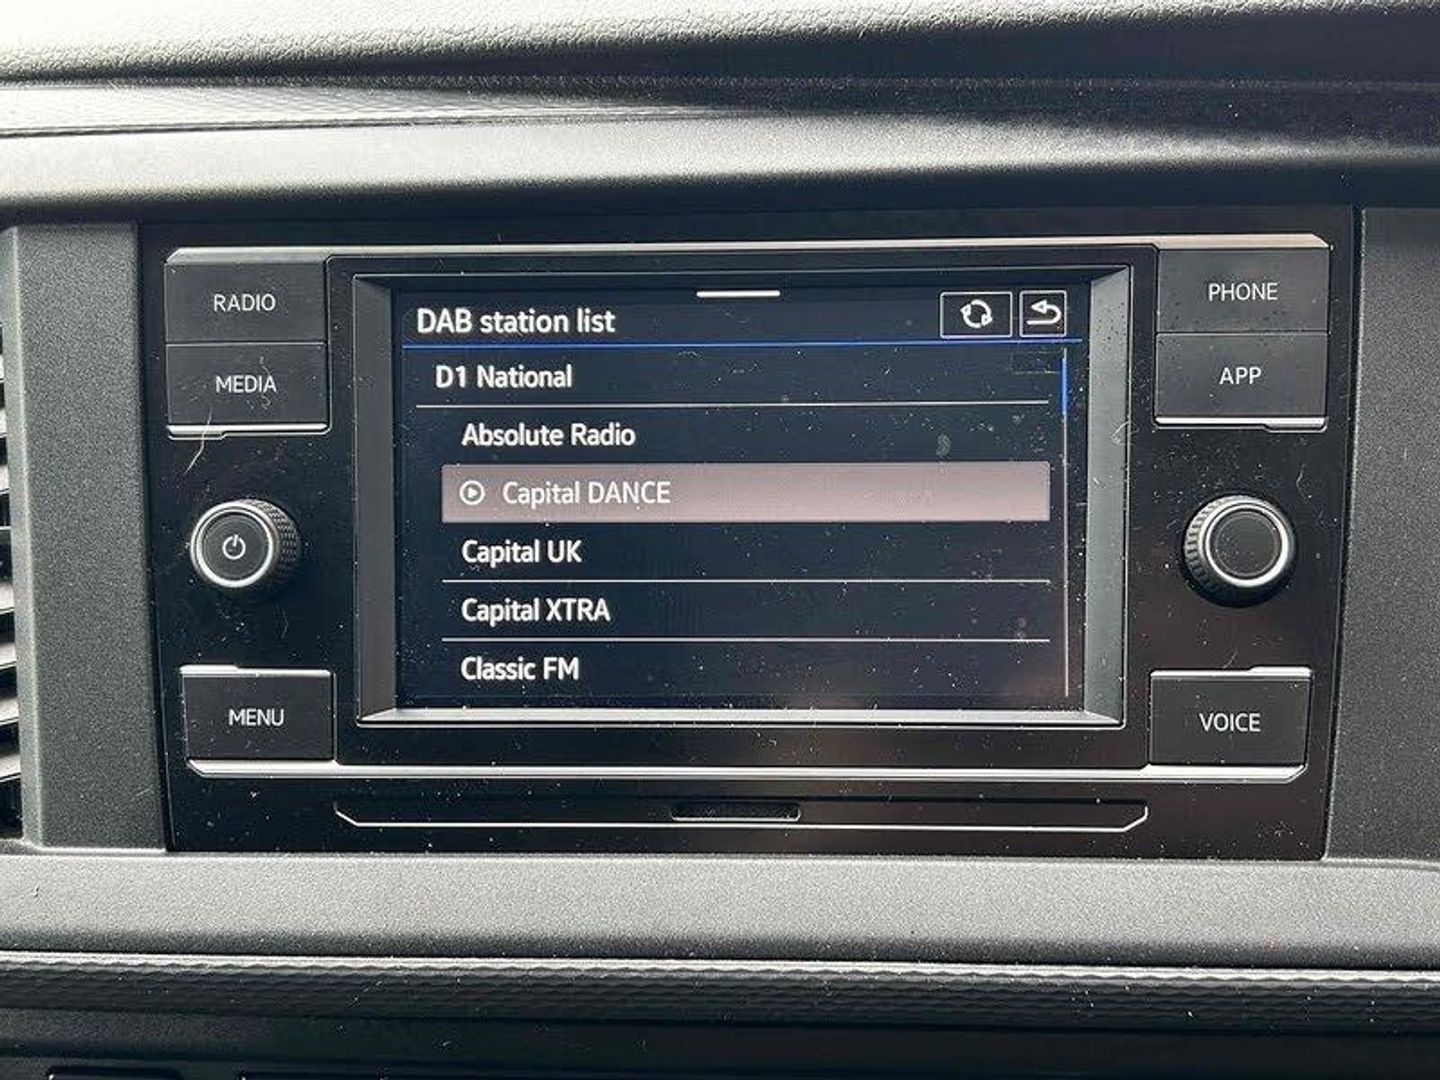 RADIO
MEDIA
MENU
DAB station list
D1 National
Absolute Radio
Capital DANCE
Capital UK
Capital XTRA
Classic FM
PHONE
APP
VOICE